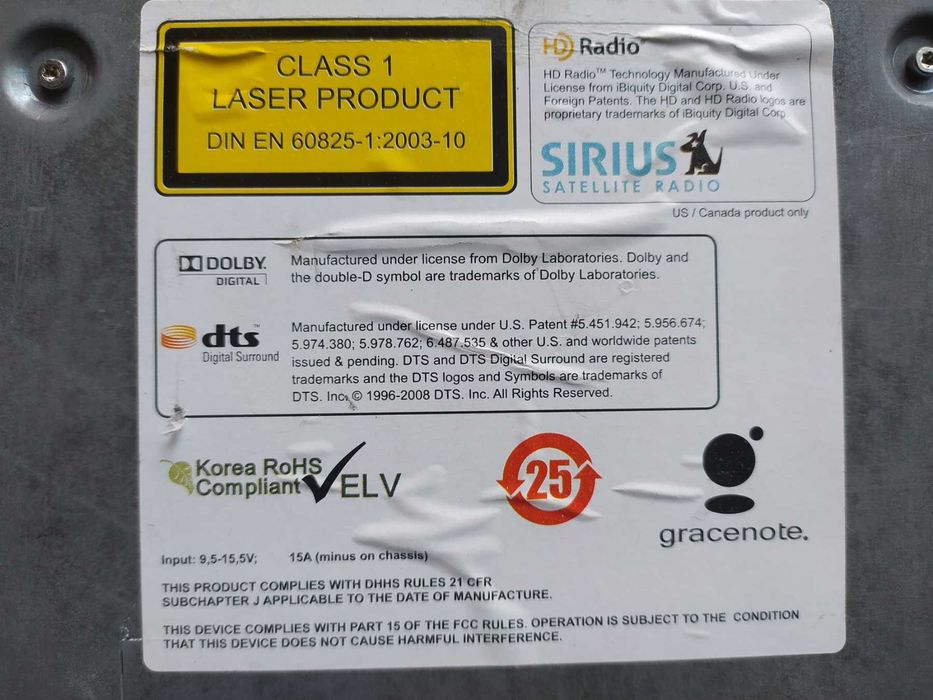 CLASS 1
LASER PRODUCT
DIN EN 60825-1:2003-10
HD Radio™
HD Radio™ Technology Manufactured Under
License from iBiquity Digital Corp. U.S. and
Foreign Patents. The HD and HD Radio logos are
proprietary trademarks of iBiquity Digital Corp.
SIRIUS
SATELLITE RADIO
US / Canada product only
DOLBY.
DIGITAL
Manufactured under license from Dolby Laboratories. Dolby and
the double-D symbol are trademarks of Dolby Laboratories.
dts™
Digital Surround
Manufactured under license under U.S. Patent #5.451.942; 5.956.674;
5.974.380; 5.978.762; 6.487.535 & other U.S. and worldwide patents
issued & pending. DTS and DTS Digital Surround are registered
trademarks and the DTS logos and Symbols are trademarks of
DTS. Inc. © 1996-2008 DTS. Inc. All Rights Reserved.
Korea RoHS
Compliant
ELV
25
gracenote.
Input: 9,5-15,5V; 15A (minus on chassis)
THIS PRODUCT COMPLIES WITH DHHS RULES 21 CFR
SUBCHAPTER J APPLICABLE TO THE DATE OF MANUFACTURE.
THIS DEVICE COMPLIES WITH PART 15 OF THE FCC RULES. OPERATION IS SUBJECT TO THE CONDITION
THAT THIS DEVICE DOES NOT CAUSE HARMFUL INTERFERENCE.